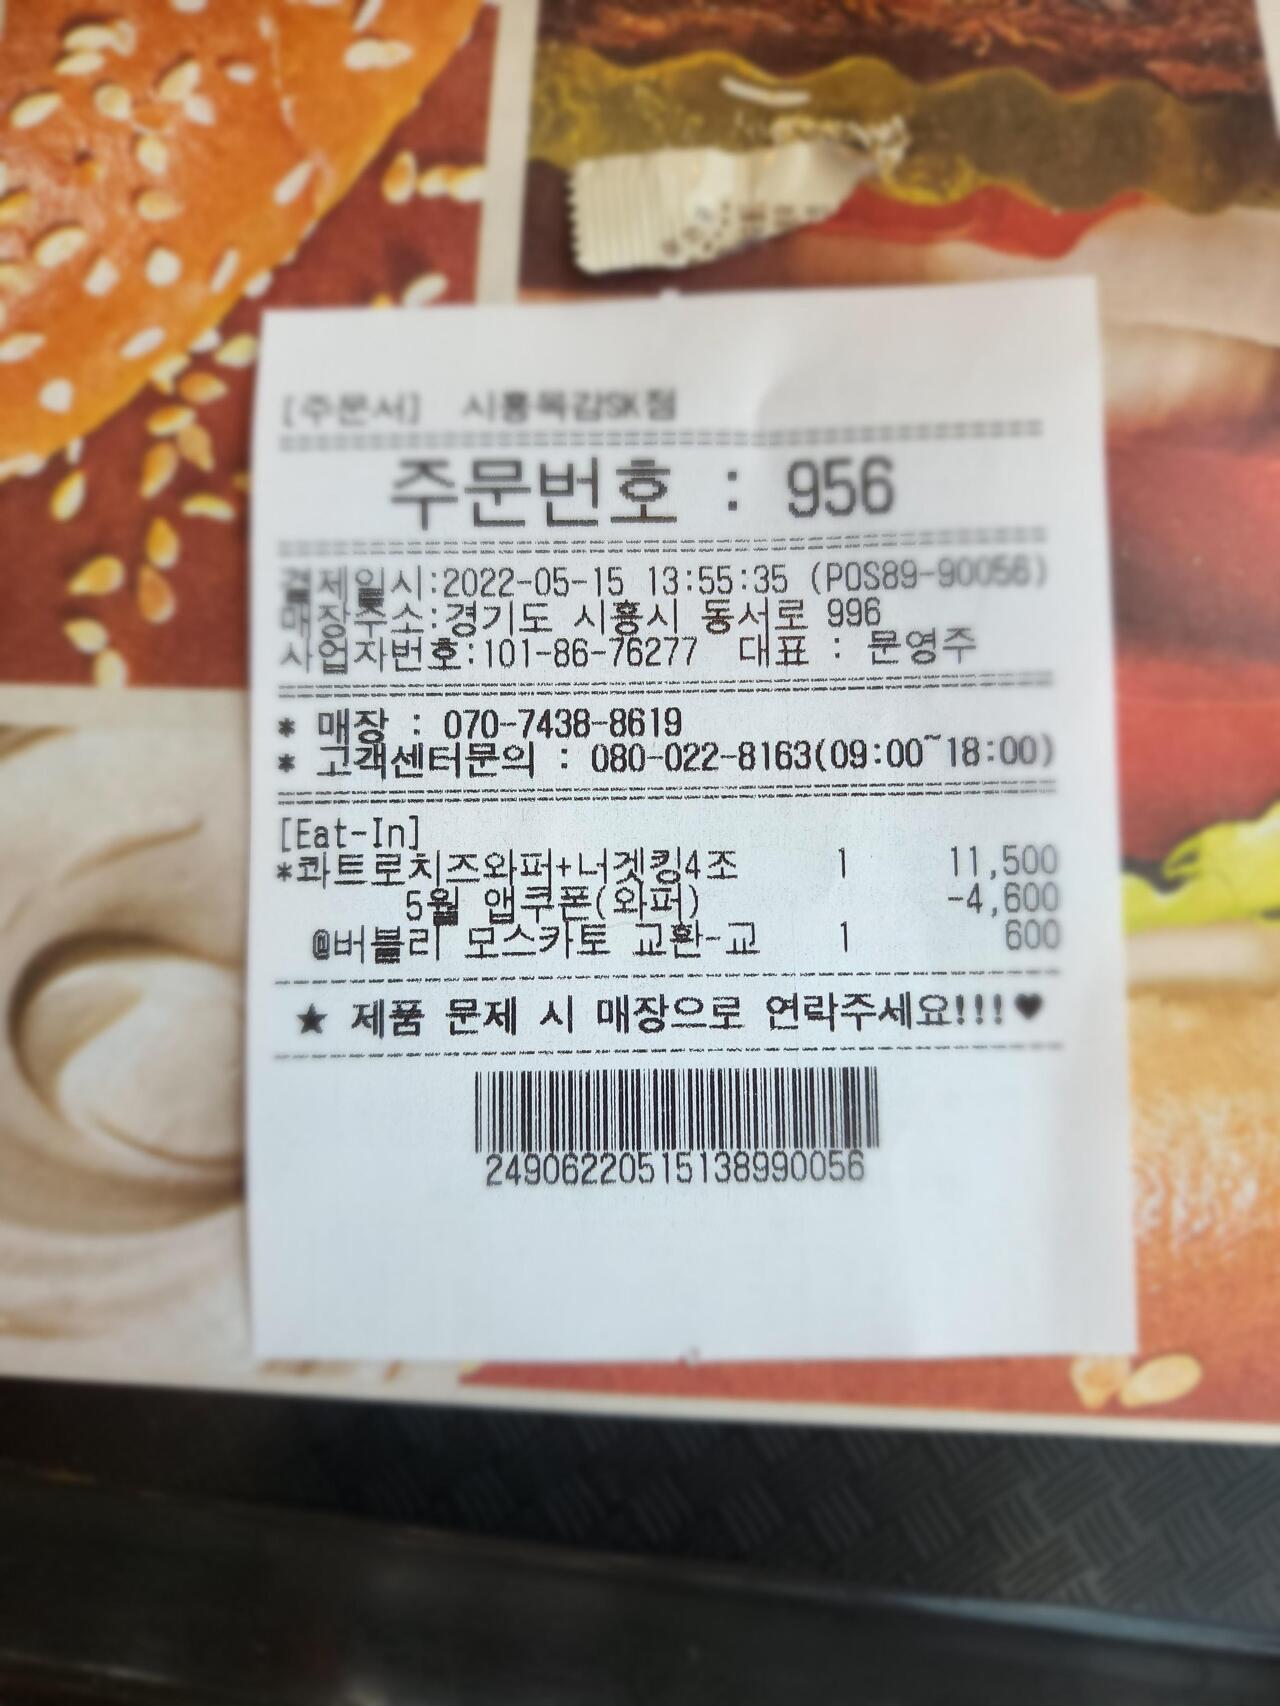 [주문서] 시흥목감SK점
주문번호 : 956
결제일시:2022-05-15 13:55:35 (POS89-90056)
매장주소:경기도 시흥시 동서로 996
사업자번호:101-86-76277 대표 : 문영주
* 매장 : 070-7438-8619
* 고객센터문의 : 080-022-8163(09:00~18:00)
[Eat-In]
*콰트로치즈와퍼+너겟킹4조 1 11,500
5월 앱쿠폰(와퍼) -4,600
@버블리 모스카토 교환-교 1 600
★ 제품 문제 시 매장으로 연락주세요!!!♥
24906220515138990056